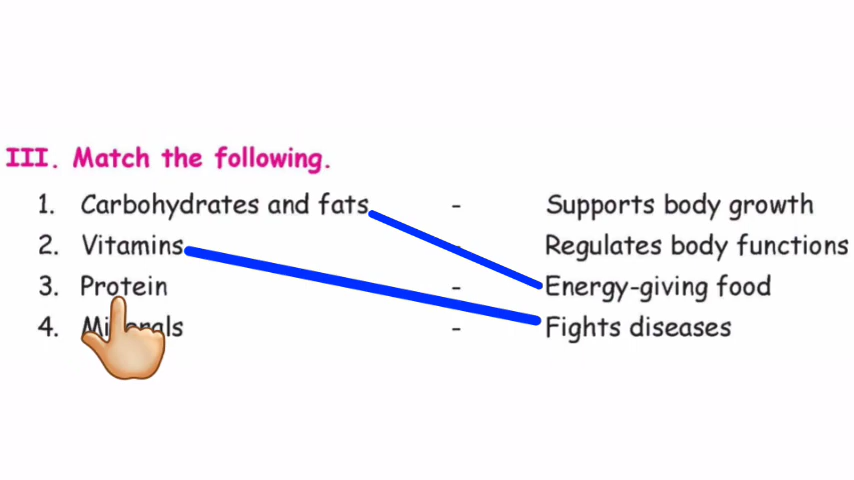 III. Match the following.
1. Carbohydrates and fats - Supports body growth
2. Vitamins - Regulates body functions
3. Protein - Energy-giving food
4. Minerals - Fights diseases